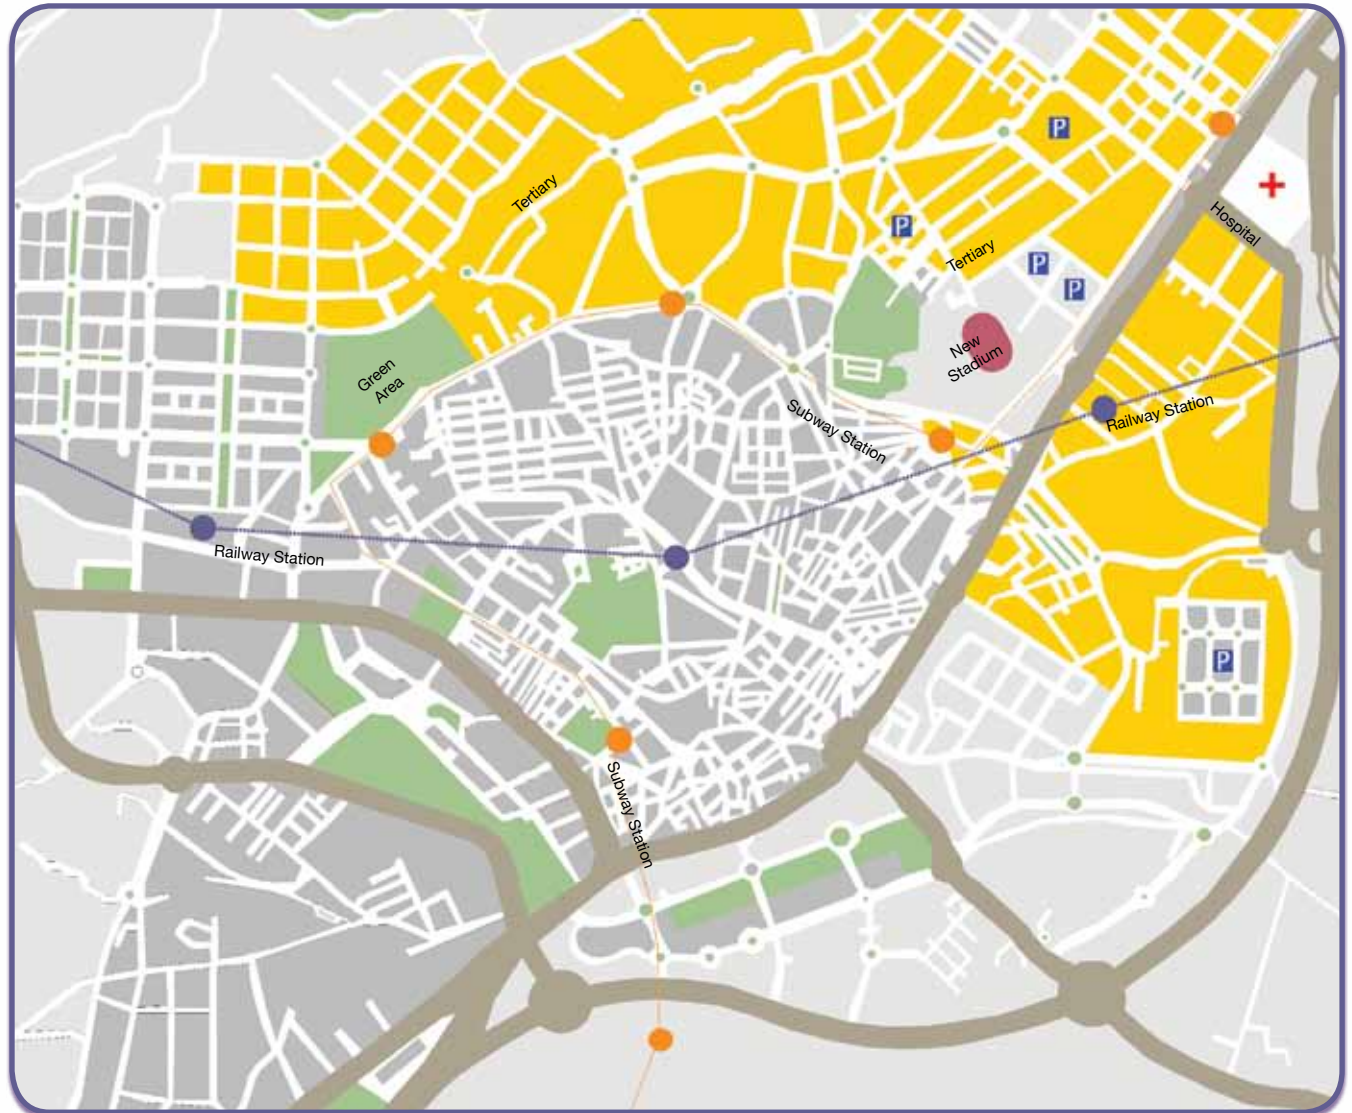 P
Tertiary
Hospital
P
Tertiary
P
P
New
Stadium
Green
Area
Subway Station
Railway Station
Railway Station
P
Subway Station